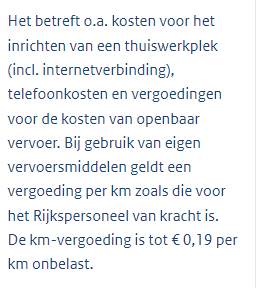 Het betreft o.a. kosten voor het
inrichten van een thuiswerkplek
(incl. internetverbinding),
telefoonkosten en vergoedingen
voor de kosten van openbaar
vervoer. Bij gebruik van eigen
vervoersmiddelen geldt een
vergoeding per km zoals die voor
het Rijkspersoneel van kracht is.
De km-vergoeding is tot € 0,19 per
km onbelast.